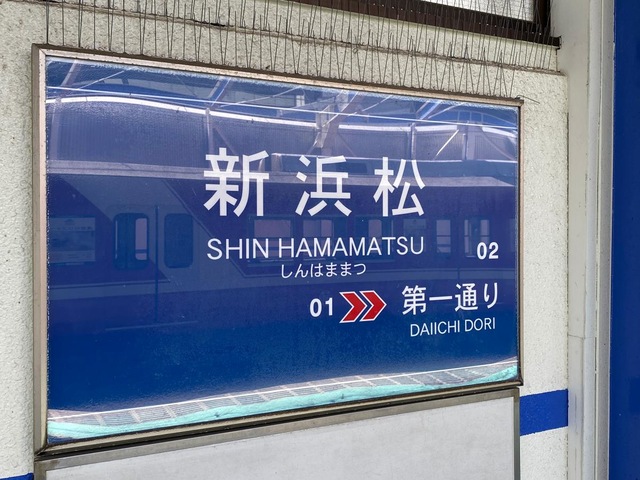 新浜松
SHIN HAMAMATSU
しんはままつ
02
01 第一通り
DAIICHI DORI